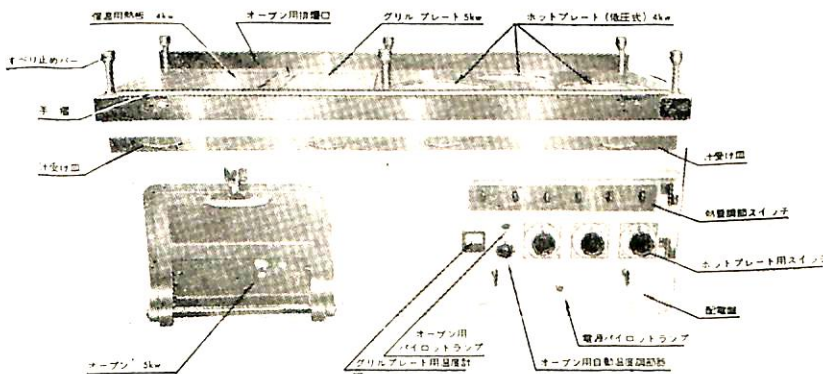 恒温用熱板 4kw
オーブン用排煙口
グリル プレート5kw
ホットプレート(低圧式)4kw
すべり止めバー
手摺
汁受け皿
汁受け皿
熱量調節スイッチ
ホットプレート用スイッチ
配電盤
オーブン用
パイロットランプ
電源パイロットランプ
オーブン 5kw
グリルプレート用温度計
オーブン用自動温度調節器